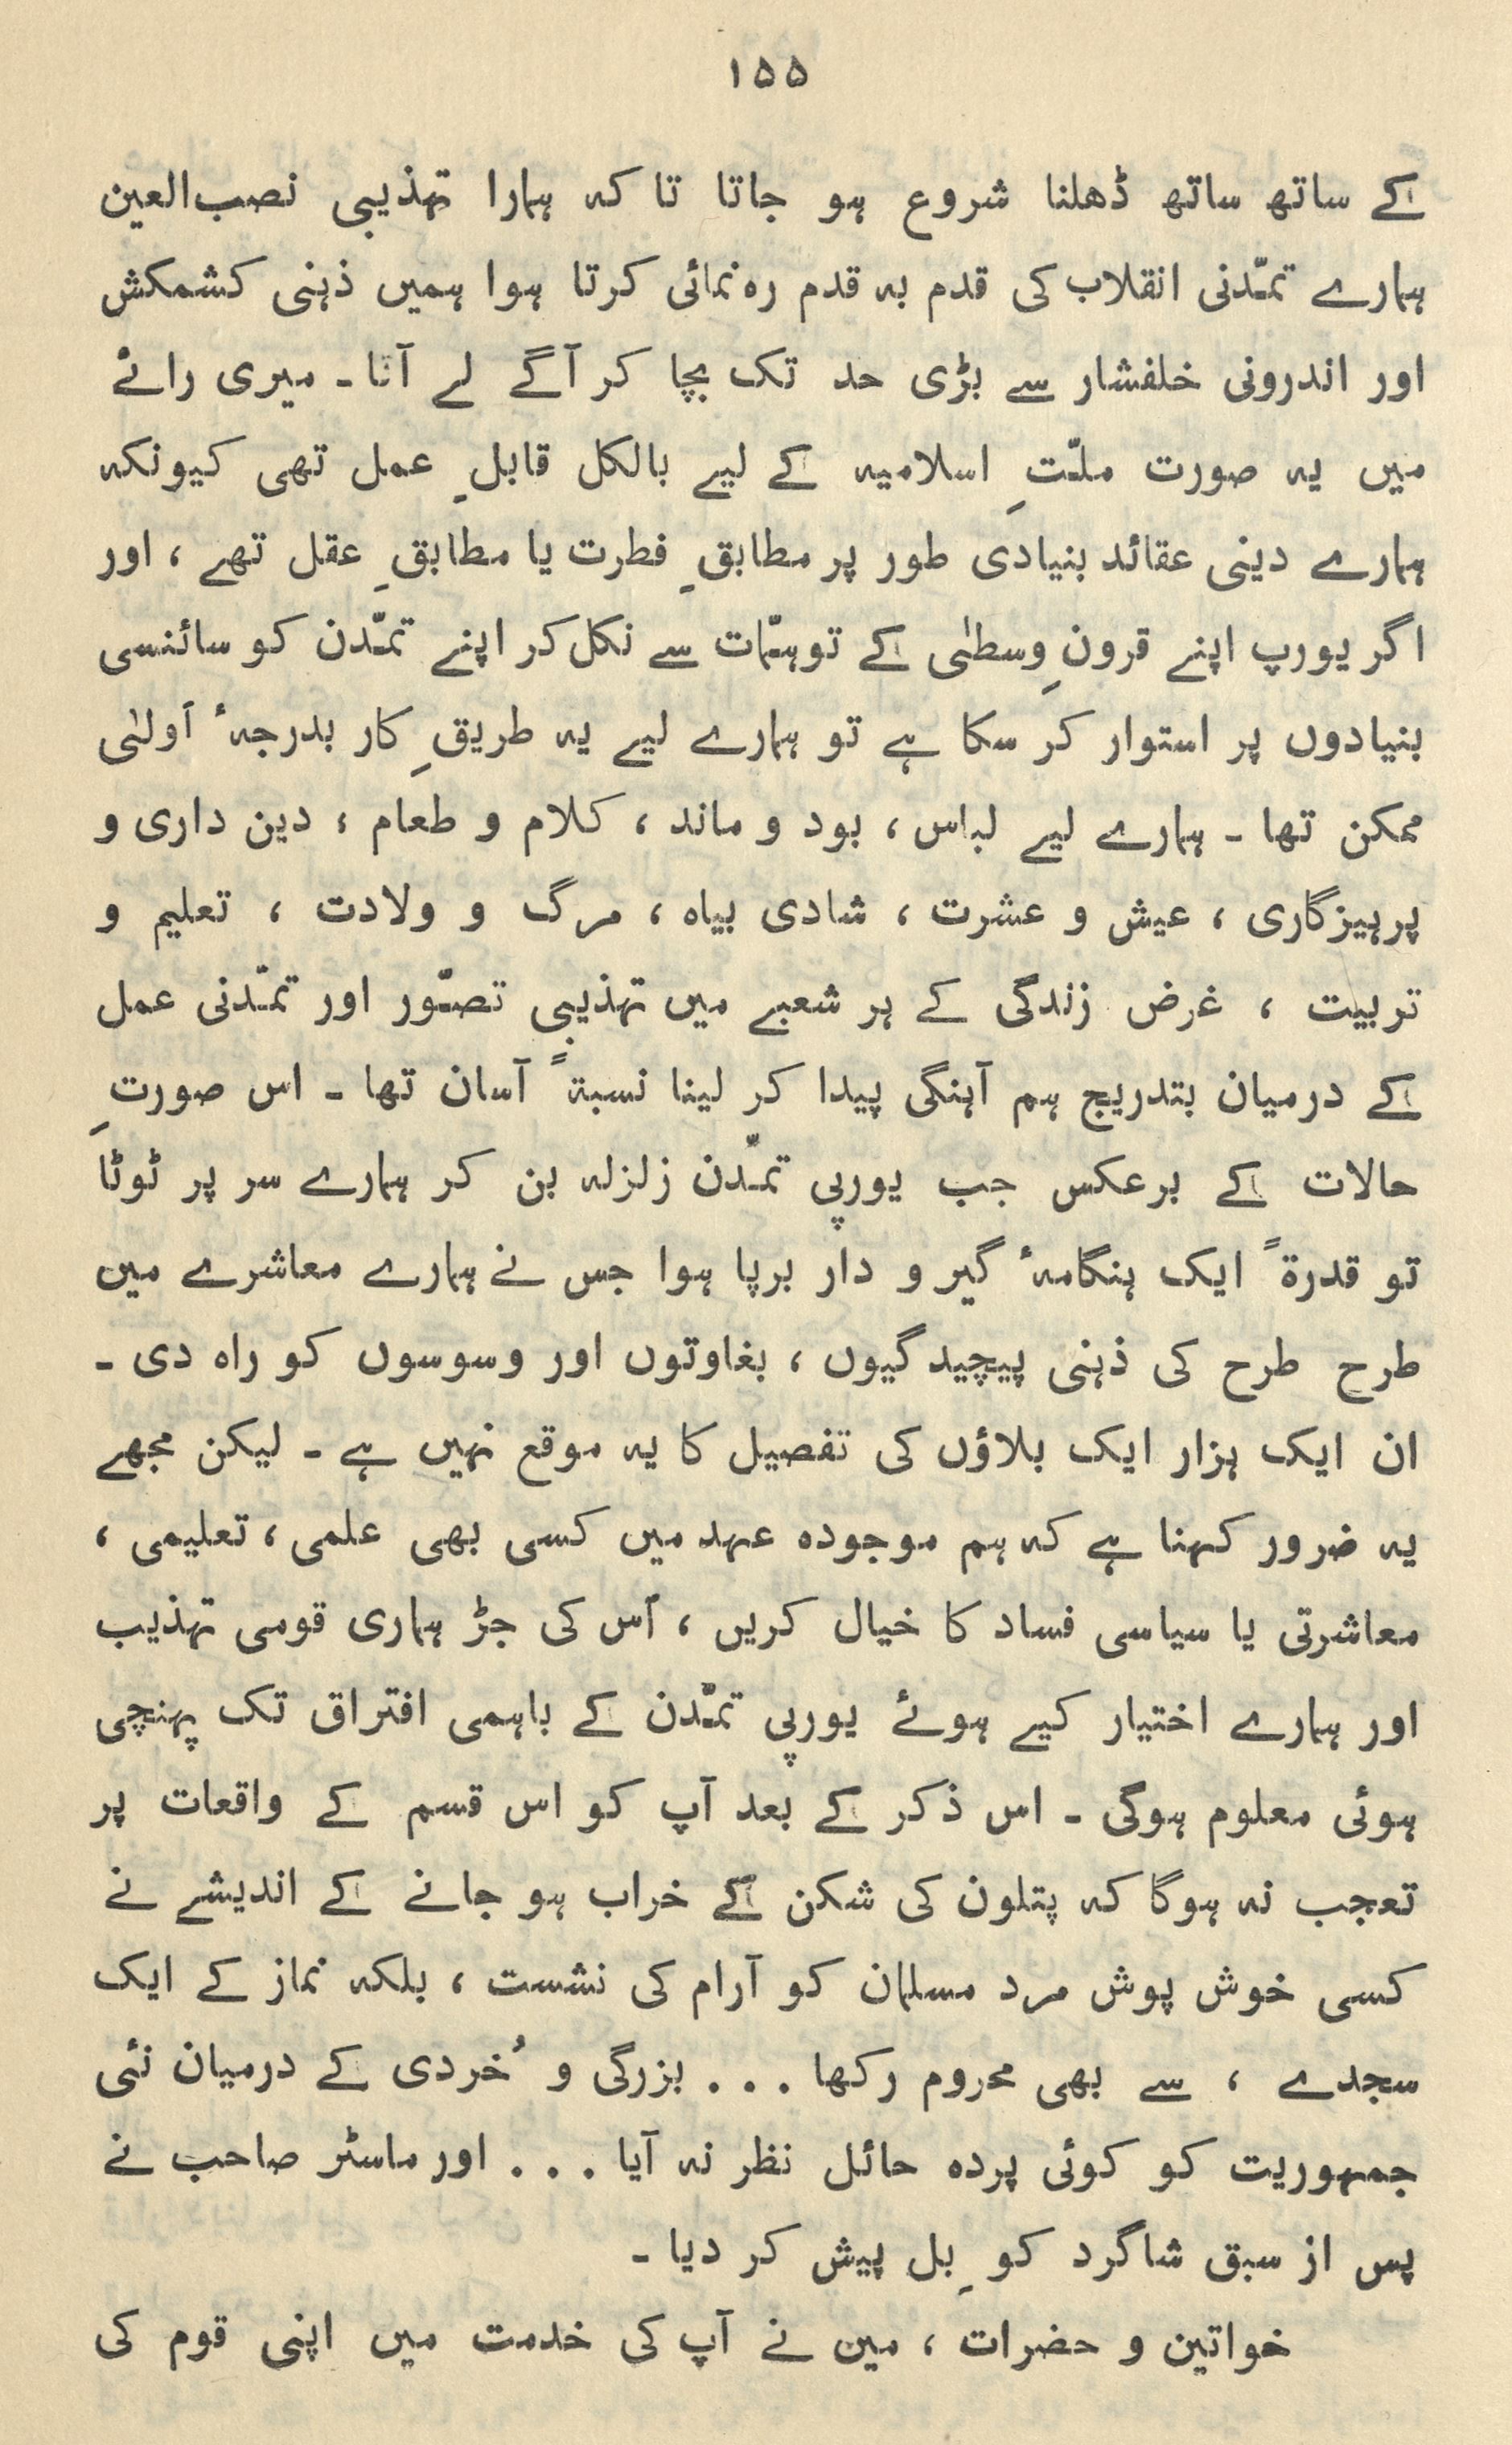 ۱۵۵
کے ساتھ ساتھ ڈھلنا شروع ہو جاتا تا کہ ہمارا تہذیبی نصب‌العین
ہمارے تمدّنی انقلاب کی قدم بہ قدم رہ نمائی کرتا ہوا ہمیں ذہنی کشمکش
اور اندرونی خلفشار سے بڑی حد تک بچا کر آگے لے آتا ۔ میری رائے
میں یہ صورت ملّتِ اسلامیہ کے لیے بالکل قابلِ عمل تھی کیونکہ
ہمارے دینی عقائد بنیادی طور پر مطابقِ فطرت یا مطابقِ عقل تھے ، اور
اگر یورپ اپنے قرونِ وسطیٰ کے توہمّات سے نکل کر اپنے تمدّن کو سائنسی
بنیادوں پر استوار کر سکا ہے تو ہمارے لیے یہ طریقِ کار بدرجۂ اَولیٰ
ممکن تھا ۔ ہمارے لیے لباس ، بود و ماند ، کلام و طعام ، دین داری و
پرہیزگاری ، عیش و عشرت ، شادی بیاہ ، مرگ و ولادت ، تعلیم و
تربیت ، غرض زندگی کے ہر شعبے میں تہذیبی تصوّر اور تمدّنی عمل
کے درمیان بتدریج ہم آہنگی پیدا کر لینا نسبۃً آسان تھا ۔ اس صورتِ
حالات کے برعکس جب یورپی تمدّن زلزلہ بن کر ہمارے سر پر ٹوٹا
تو قدرۃً ایک ہنگامۂ گیر و دار برپا ہوا جس نے ہمارے معاشرے میں
طرح طرح کی ذہنی پیچیدگیوں ، بغاوتوں اور وسوسوں کو راہ دی ۔
ان ایک ہزار ایک بلاؤں کی تفصیل کا یہ موقع نہیں ہے ۔ لیکن مجھے
یہ ضرور کہنا ہے کہ ہم موجودہ عہد میں کسی بھی علمی ، تعلیمی ،
معاشرتی یا سیاسی فساد کا خیال کریں ، اُس کی جڑ ہماری قومی تہذیب
اور ہمارے اختیار کیے ہوئے یورپی تمدّن کے باہمی افتراق تک پہنچی
ہوئی معلوم ہوگی ۔ اس ذکر کے بعد آپ کو اس قسم کے واقعات پر
تعجب نہ ہوگا کہ پتلون کی شکن کے خراب ہو جانے کے اندیشے نے
کسی خوش پوش مرد مسلمان کو آرام کی نشست ، بلکہ نماز کے ایک
سجدے ، سے بھی محروم رکھا . . . بزرگی و خُردی کے درمیان نئی
جمہوریت کو کوئی پردہ حائل نظر نہ آیا . . . اور ماسٹر صاحب نے
پس از سبق شاگرد کو بِل پیش کر دیا ۔
خواتین و حضرات ، میں نے آپ کی خدمت میں اپنی قوم کی